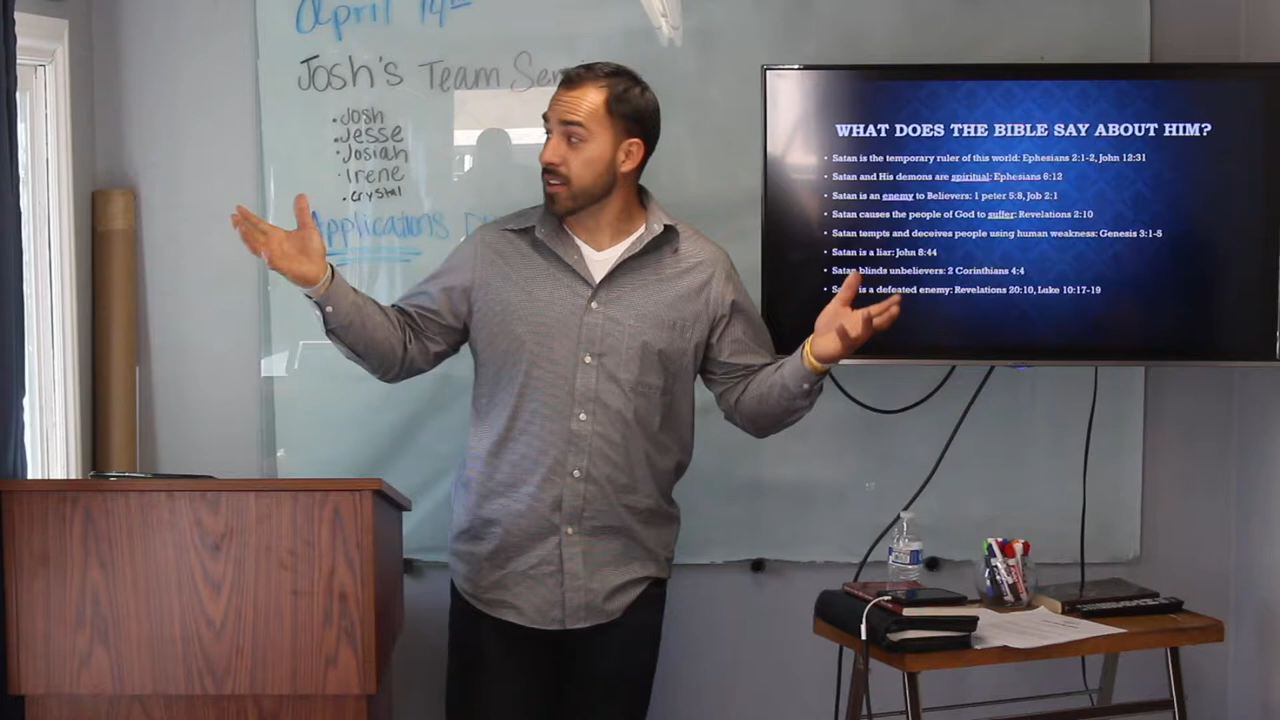 April 14th
Josh's Team
• Josh
• Jesse
• Josiah
• Irene
• Crystal
Applications
WHAT DOES THE BIBLE SAY ABOUT HIM?
• Satan is the temporary ruler of this world: Ephesians 2:1-2, John 12:31
• Satan and His demons are spiritual: Ephesians 6:12
• Satan is an enemy to Believers: 1 peter 5:8, Job 2:1
• Satan causes the people of God to suffer: Revelations 2:10
• Satan tempts and deceives people using human weakness: Genesis 3:1-5
• Satan is a liar: John 8:44
• Satan blinds unbelievers: 2 Corinthians 4:4
is a defeated enemy: Revelations 20:10, Luke 10:17-19